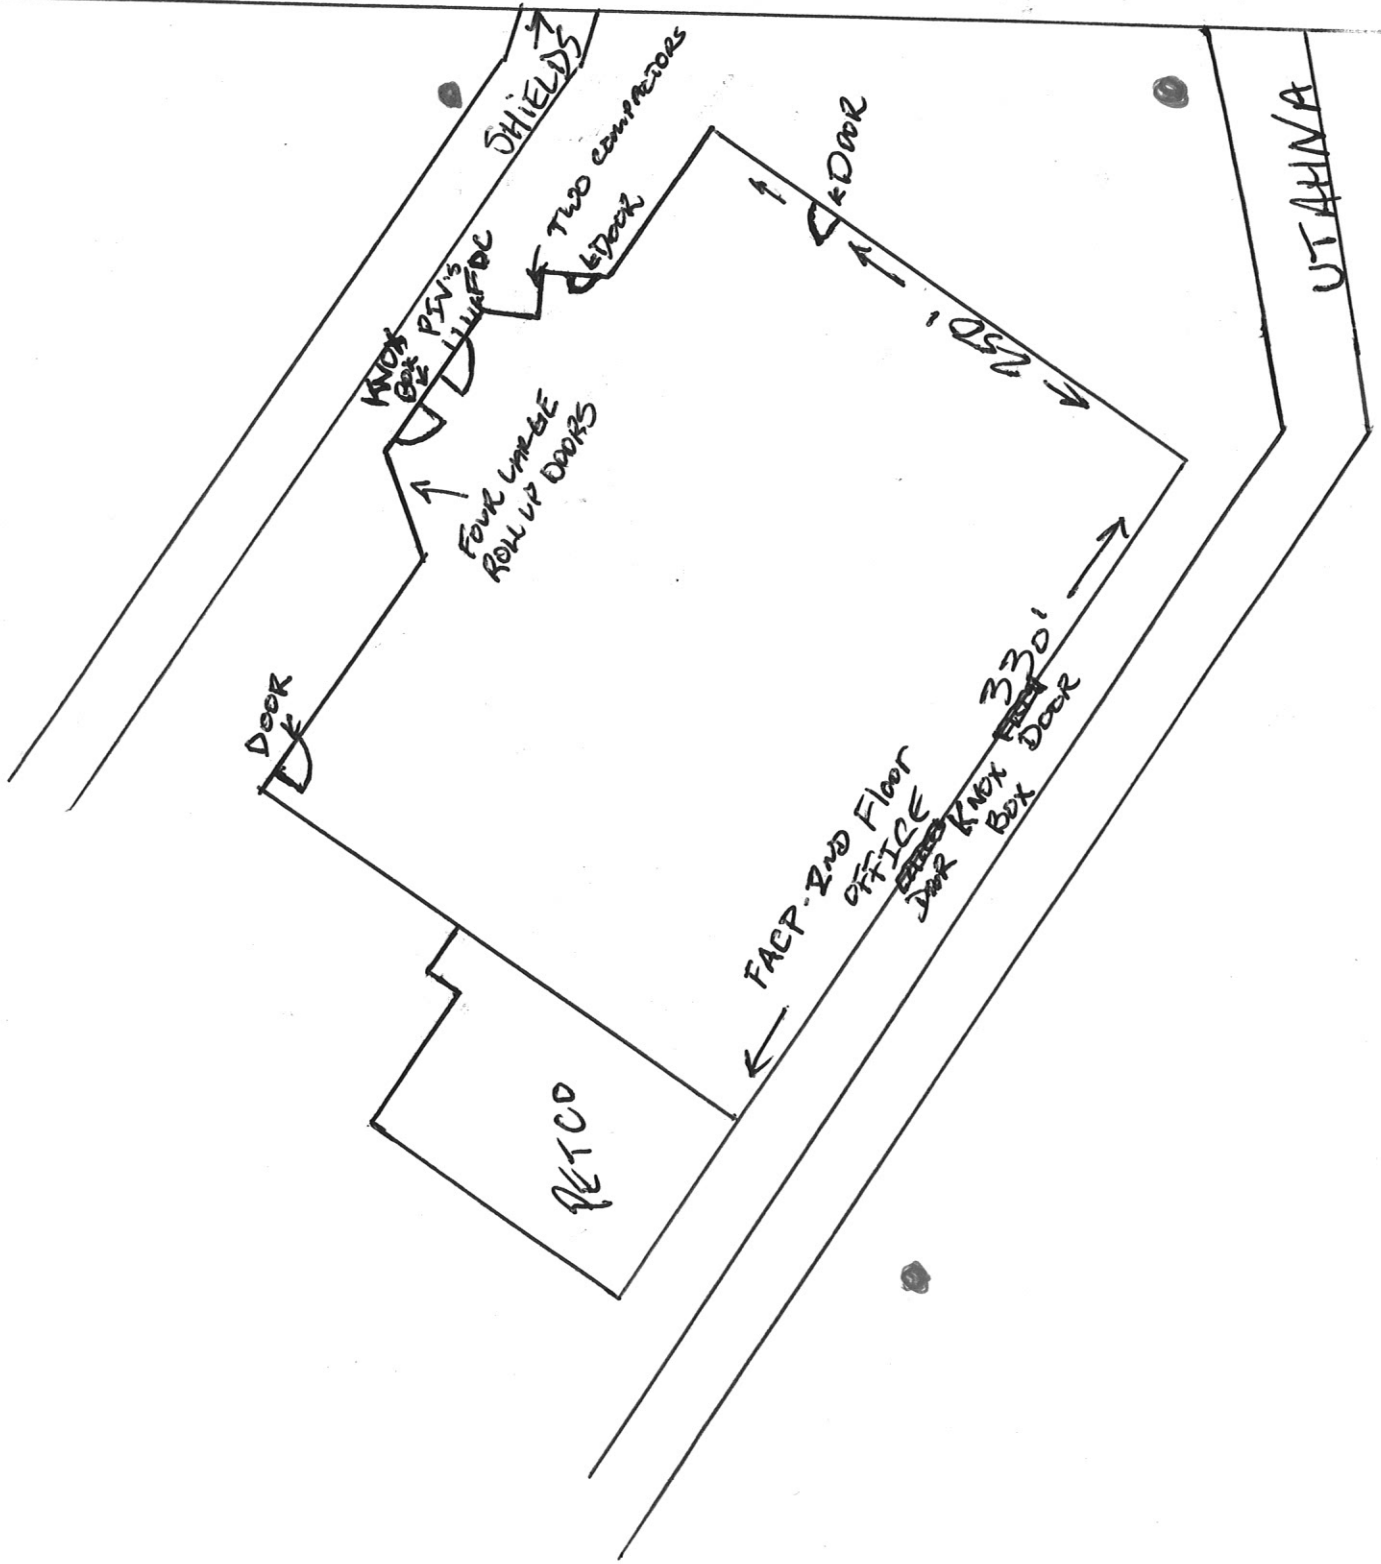 SHIELDS
TWO COMPACTORS
DOOR
DOOR
UTAHNA
KNOX
BOX
PIV'S
FDC
FOUR LARGE
ROLL UP DOORS
250'
DOOR
330'
DOOR
KNOX
BOX
FACP-2ND Floor
OFFICE
DOOR
PETCO